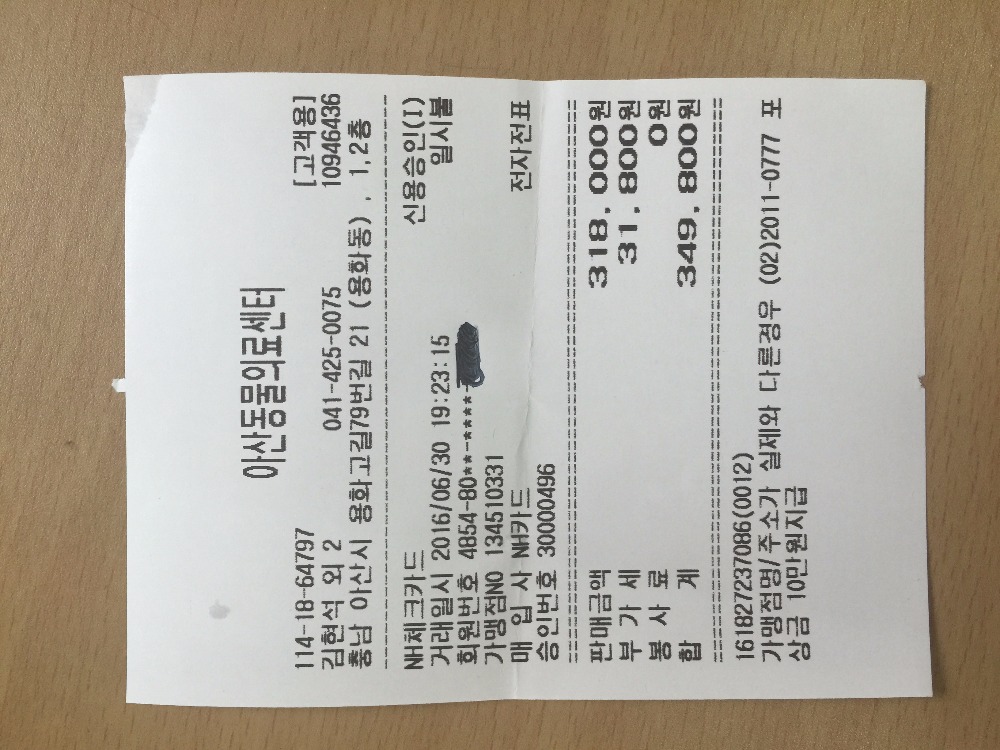 아산동물의료센터
114-18-64797 [고객용]
김현석 외 2 041-425-0075 10946436
충남 아산시 용화고길79번길 21 (용화동), 1,2층
NH체크카드 신용승인(I)
거래일시 2016/06/30 19:23:15 일시불
회원번호 4854-80**-****-
가맹점NO 134510331
매 입 사 NH카드 전자전표
승인번호 30000496
판매금액 318,000원
부 가 세 31,800원
봉 사 료 0원
합 계 349,800원
161827237086(0012)
가맹점명/주소가 실제와 다른경우 (02)2011-0777 포
상금 10만원지급